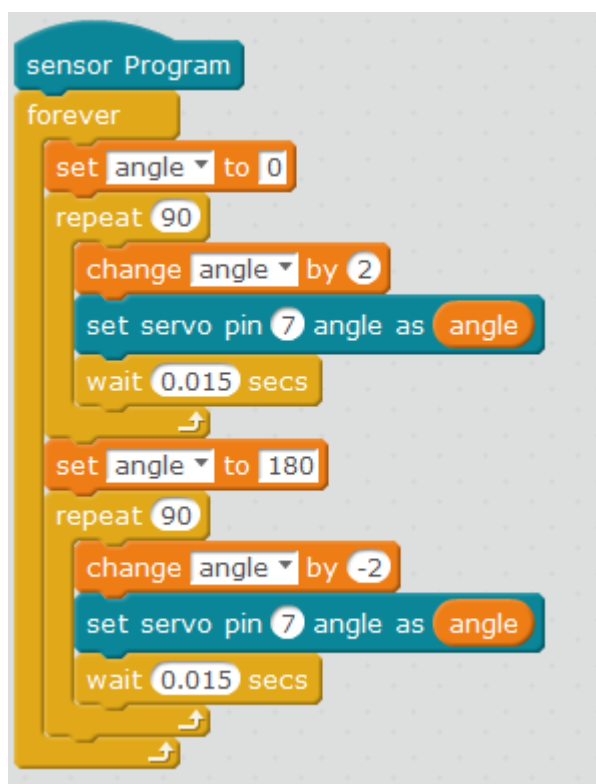 sensor Program
forever
set angle to 0
repeat 90
change angle by 2
set servo pin 7 angle as angle
wait 0.015 secs
set angle to 180
repeat 90
change angle by -2
set servo pin 7 angle as angle
wait 0.015 secs